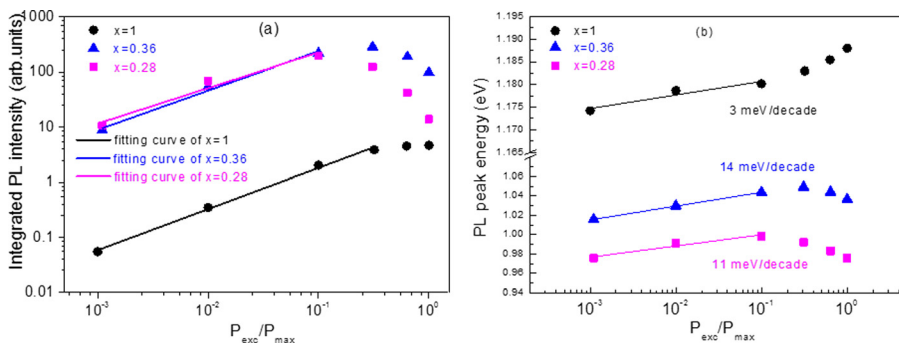 (a)
1000
100
10
1
0.1
0.01
Integrated PL intensity (arb.units)
x=1
x=0.36
x=0.28
fitting curve of x=1
fitting curve of x=0.36
fitting curve of x=0.28
10⁻³
10⁻²
10⁻¹
10⁰
P_exc/P_max
(b)
1.195
1.190
1.185
1.180
1.175
1.170
1.165
1.06
1.04
1.02
1.00
0.98
0.96
0.94
PL peak energy (eV)
x=1
x=0.36
x=0.28
3 meV/decade
14 meV/decade
11 meV/decade
10⁻³
10⁻²
10⁻¹
10⁰
P_exc/P_max